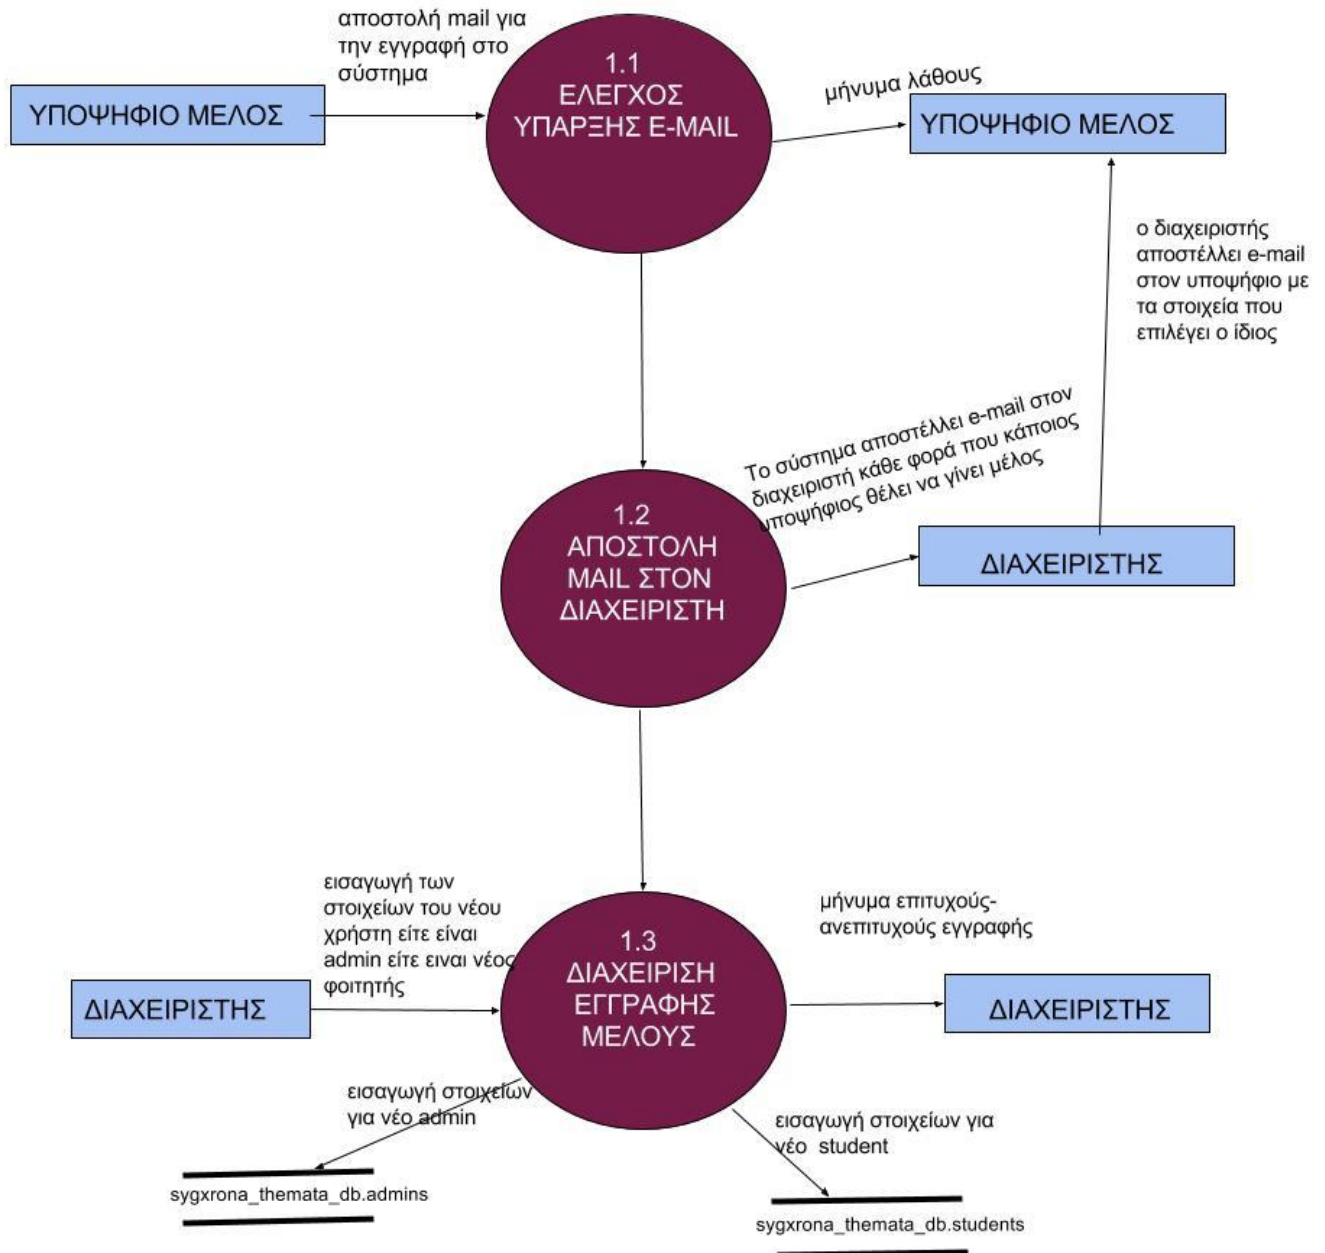 αποστολή mail για
την εγγραφή στο
σύστημα
ΥΠΟΨΗΦΙΟ ΜΕΛΟΣ
1.1
ΕΛΕΓΧΟΣ
ΥΠΑΡΞΗΣ E-MAIL
μήνυμα λάθους
ΥΠΟΨΗΦΙΟ ΜΕΛΟΣ
ο διαχειριστής
αποστέλλει e-mail
στον υποψήφιο με
τα στοιχεία που
επιλέγει ο ίδιος
Το σύστημα αποστέλλει e-mail στον
διαχειριστή κάθε φορά που κάποιος
υποψήφιος θέλει να γίνει μέλος
1.2
ΑΠΟΣΤΟΛΗ
MAIL ΣΤΟΝ
ΔΙΑΧΕΙΡΙΣΤΗ
ΔΙΑΧΕΙΡΙΣΤΗΣ
εισαγωγή των
στοιχείων του νέου
χρήστη είτε είναι
admin είτε ειναι νέος
φοιτητής
ΔΙΑΧΕΙΡΙΣΤΗΣ
1.3
ΔΙΑΧΕΙΡΙΣΗ
ΕΓΓΡΑΦΗΣ
ΜΕΛΟΥΣ
μήνυμα επιτυχούς-
ανεπιτυχούς εγγραφής
ΔΙΑΧΕΙΡΙΣΤΗΣ
εισαγωγή στοιχείων
για νέο admin
εισαγωγή στοιχείων για
νέο student
sygxrona_themata_db.admins
sygxrona_themata_db.students